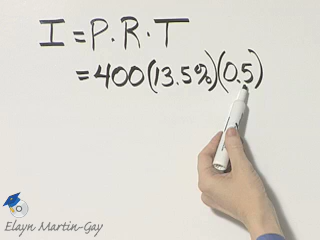 I = P · R · T
= 400(13.5%)(0.5)
Elayn Martin-Gay